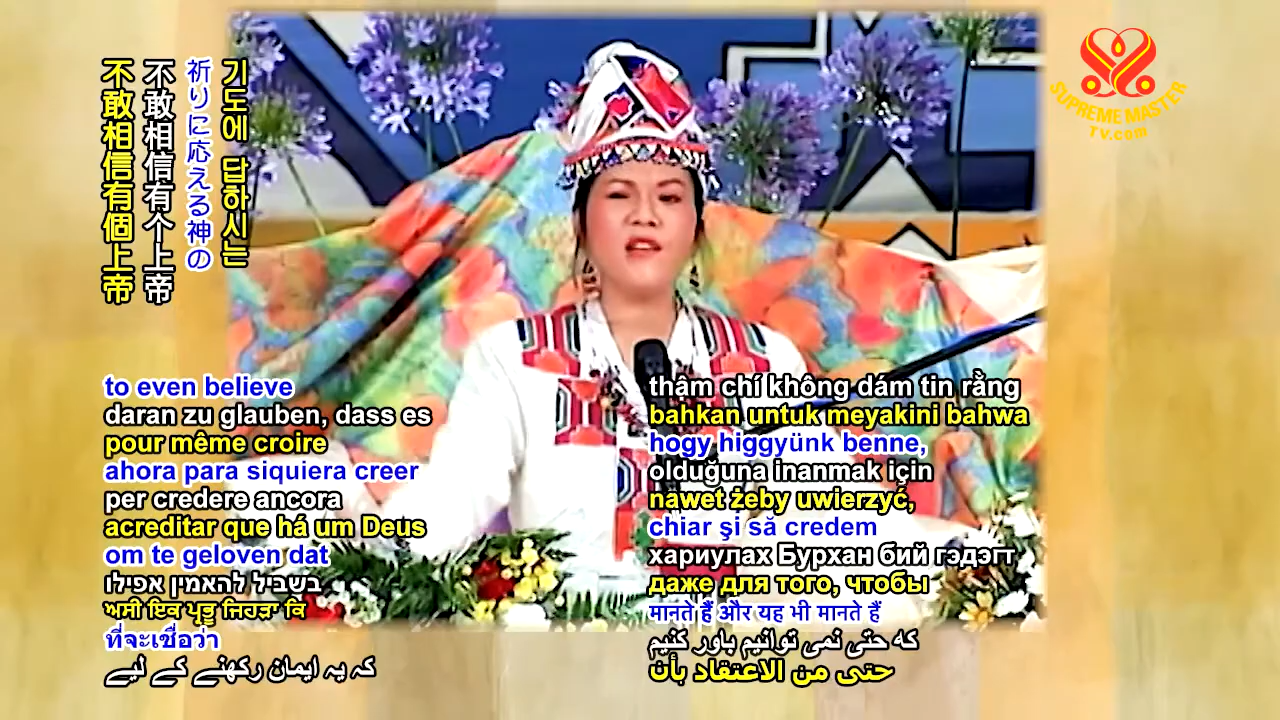 不敢相信有個上帝
不敢相信有个上帝
祈りに応える神の
기도에 답하시는
SUPREME MASTER
TV.com
to even believe
daran zu glauben, dass es
pour même croire
ahora para siquiera creer
per credere ancora
acreditar que há um Deus
om te geloven dat
בשביל להאמין אפילו
ਅਸੀ ਇਕ ਪ੍ਰਭੂ ਜਿਹੜਾ ਕਿ
ที่จะเชื่อว่า
کہ یہ ایمان رکھنے کے لیے
thậm chí không dám tin rằng
bahkan untuk meyakini bahwa
hogy higgyünk benne,
olduğuna inanmak için
nawet żeby uwierzyć,
chiar şi să credem
хариулах Бурхан бий гэдэгт
даже для того, чтобы
मानते हैं और यह भी मानते हैं
که حتی نمی توانیم باور کنیم
حتى من الاعتقاد بأن